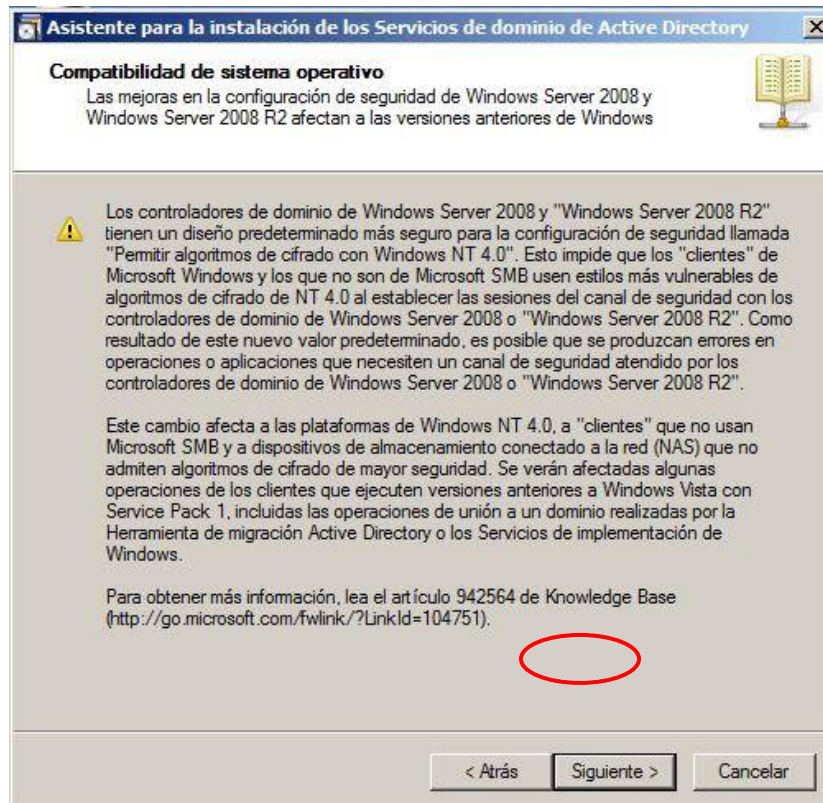 Asistente para la instalación de los Servicios de dominio de Active Directory
Compatibilidad de sistema operativo
Las mejoras en la configuración de seguridad de Windows Server 2008 y
Windows Server 2008 R2 afectan a las versiones anteriores de Windows
Los controladores de dominio de Windows Server 2008 y "Windows Server 2008 R2"
tienen un diseño predeterminado más seguro para la configuración de seguridad llamada
"Permitir algoritmos de cifrado con Windows NT 4.0". Esto impide que los "clientes" de
Microsoft Windows y los que no son de Microsoft SMB usen estilos más vulnerables de
algoritmos de cifrado de NT 4.0 al establecer las sesiones del canal de seguridad con los
controladores de dominio de Windows Server 2008 o "Windows Server 2008 R2". Como
resultado de este nuevo valor predeterminado, es posible que se produzcan errores en
operaciones o aplicaciones que necesiten un canal de seguridad atendido por los
controladores de dominio de Windows Server 2008 o "Windows Server 2008 R2".
Este cambio afecta a las plataformas de Windows NT 4.0, a "clientes" que no usan
Microsoft SMB y a dispositivos de almacenamiento conectado a la red (NAS) que no
admiten algoritmos de cifrado de mayor seguridad. Se verán afectadas algunas
operaciones de los clientes que ejecuten versiones anteriores a Windows Vista con
Service Pack 1, incluidas las operaciones de unión a un dominio realizadas por la
Herramienta de migración Active Directory o los Servicios de implementación de
Windows.
Para obtener más información, lea el artículo 942564 de Knowledge Base
(http://go.microsoft.com/fwlink/?LinkId=104751).
< Atrás
Siguiente >
Cancelar